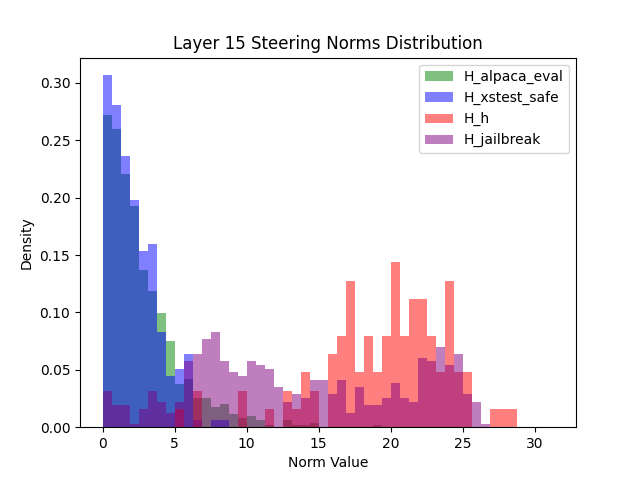 Layer 15 Steering Norms Distribution
H_alpaca_eval
H_xstest_safe
H_h
H_jailbreak
Density
0.30
0.25
0.20
0.15
0.10
0.05
0.00
0 5 10 15 20 25 30
Norm Value